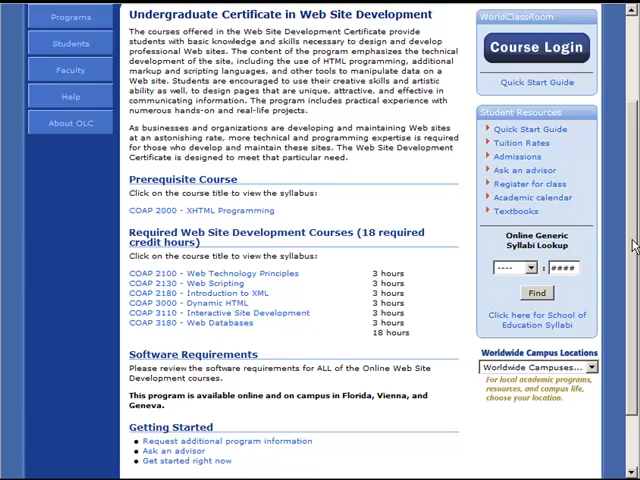 Programs
Students
Faculty
Help
About OLC
Undergraduate Certificate in Web Site Development
The courses offered in the Web Site Development Certificate provide
students with basic knowledge and skills necessary to design and develop
professional Web sites. The content of the program emphasizes the technical
development of the site, including the use of HTML programming, additional
markup and scripting languages, and other tools to manipulate data on a
Web site. Students are encouraged to use their creative skills and artistic
ability as well, to design pages that are unique, attractive, and effective in
communicating information. The program includes practical experience with
numerous hands-on and real-life projects.
As businesses and organizations are developing and maintaining Web sites
at an astonishing rate, more technical and programming expertise is required
for those who develop and maintain these sites. The Web Site Development
Certificate is designed to meet that particular need.
Prerequisite Course
Click on the course title to view the syllabus:
COAP 2000 - XHTML Programming
Required Web Site Development Courses (18 required
credit hours)
Click on the course title to view the syllabus:
COAP 2100 - Web Technology Principles 3 hours
COAP 2130 - Web Scripting 3 hours
COAP 2180 - Introduction to XML 3 hours
COAP 3000 - Dynamic HTML 3 hours
COAP 3110 - Interactive Site Development 3 hours
COAP 3180 - Web Databases 3 hours
18 hours
Software Requirements
Please review the software requirements for ALL of the Online Web Site
Development courses.
This program is available online and on campus in Florida, Vienna, and
Geneva.
Getting Started
Request additional program information
Ask an advisor
Get started right now
WorldClassRoom
Course Login
Quick Start Guide
Student Resources
Quick Start Guide
Tuition Rates
Admissions
Ask an advisor
Register for class
Academic calendar
Textbooks
Online Generic
Syllabi Lookup
---- : ####
Find
Click here for School of
Education Syllabi
Worldwide Campus Locations
Worldwide Campuses...
For local academic programs,
resources, and campus life,
choose your location.